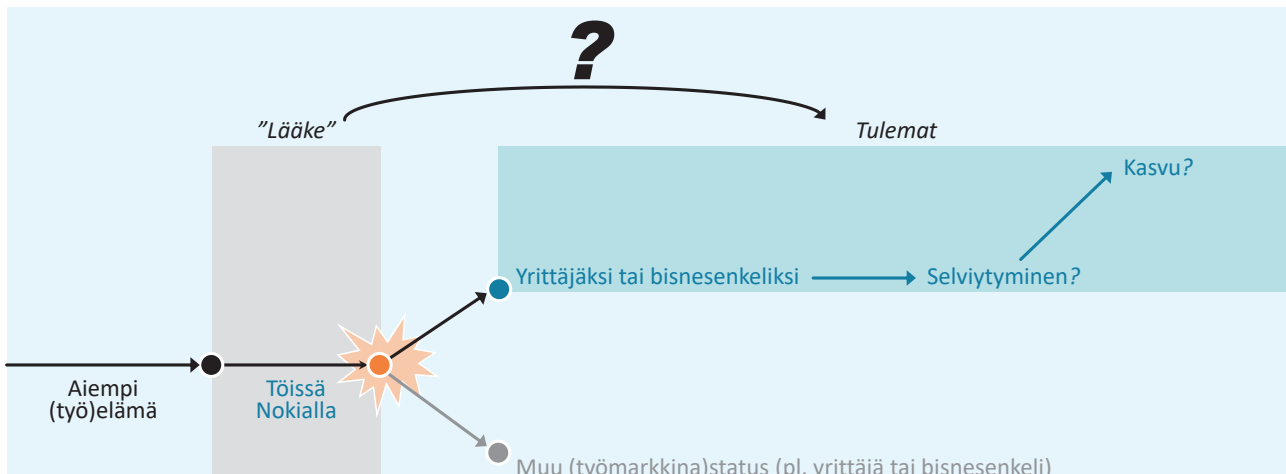 ?
”Lääke”
Tulemat
Kasvu?
Yrittäjäksi tai bisnesenkeliksi
Selviytyminen?
Aiempi
(työ)elämä
Töissä
Nokialla
Muu (työmarkkina)status (pl. yrittäjä tai bisnesenkeli)